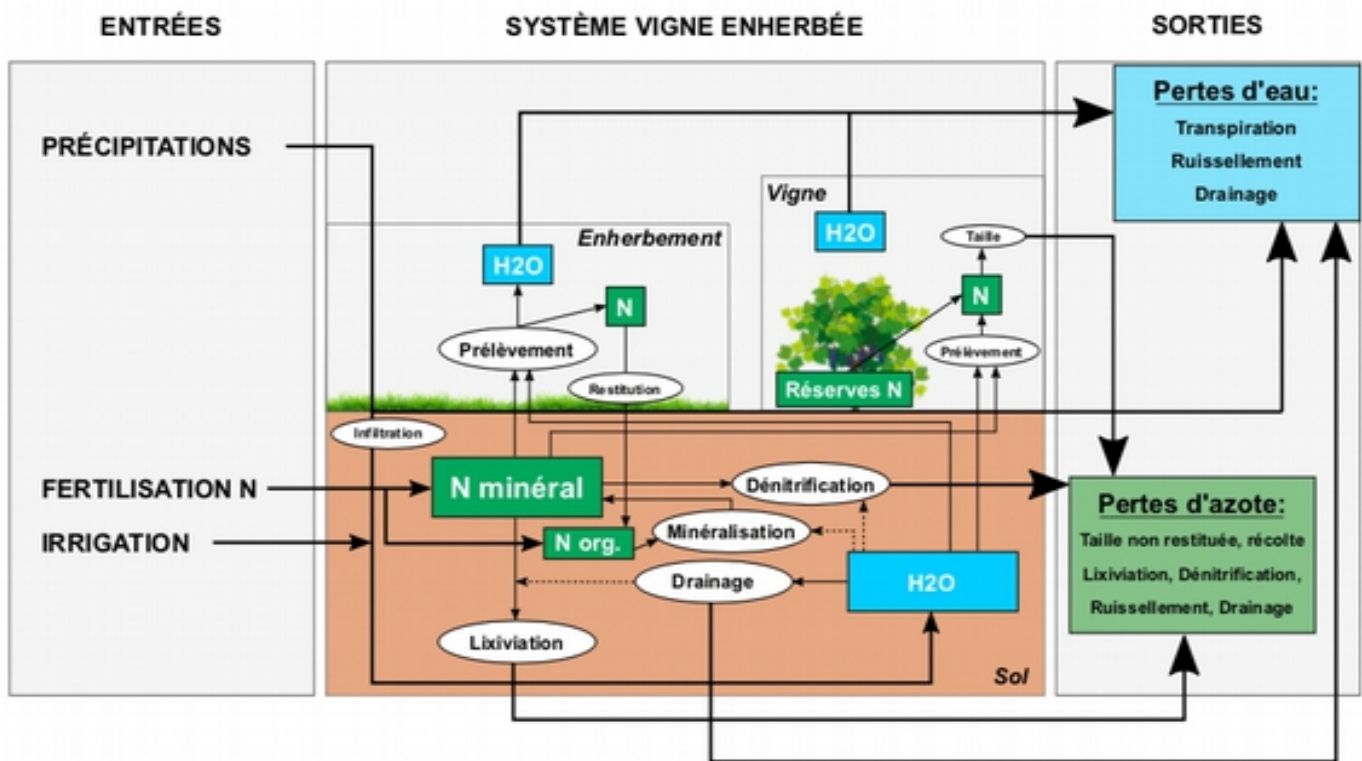 ENTRÉES
SYSTÈME VIGNE ENHERBÉE
SORTIES
PRÉCIPITATIONS
FERTILISATION N
IRRIGATION
Enherbement
H2O
N
Prélèvement
Restitution
Vigne
H2O
Taille
N
Prélèvement
Réserves N
Infiltration
N minéral
Dénitrification
Minéralisation
N org.
Drainage
H2O
Lixiviation
Sol
Pertes d'eau:
Transpiration
Ruissellement
Drainage
Pertes d'azote:
Taille non restituée, récolte
Lixiviation, Dénitrification,
Ruissellement, Drainage